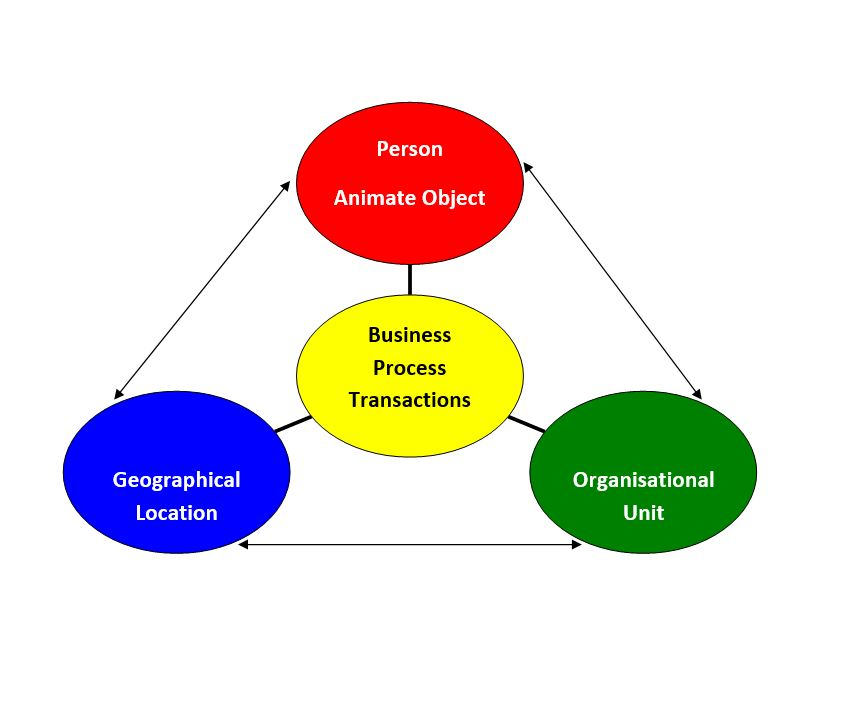 Person
Animate Object
Business
Process
Transactions
Geographical
Location
Organisational
Unit